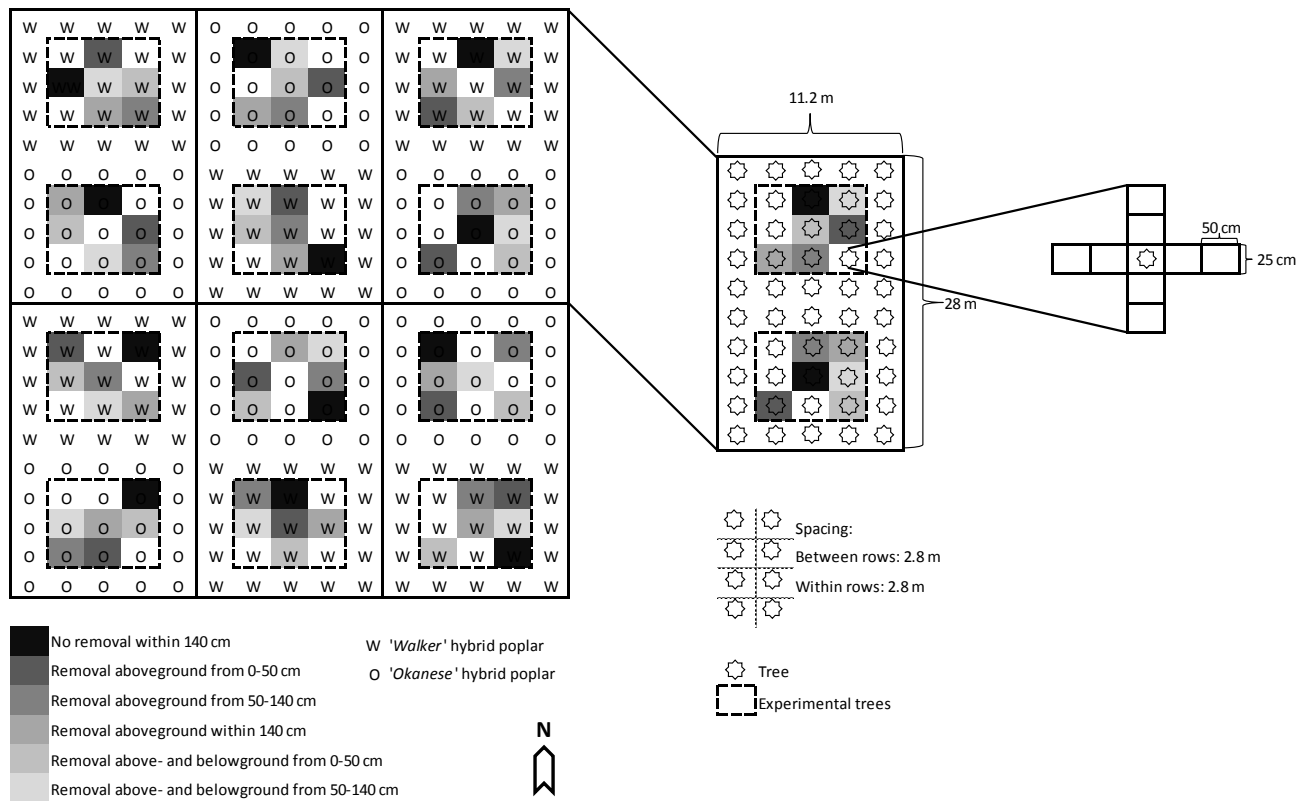 W W W W W O O O O O W W W W W
W W W W W O O O O O W W W W W
W WW W W W O O O O O W W W W W
W W W W W O O O O O W W W W W
W W W W W O O O O O W W W W W
O O O O O W W W W W O O O O O
O O O O O W W W W W O O O O O
O O O O O W W W W W O O O O O
O O O O O W W W W W O O O O O
O O O O O W W W W W O O O O O
W W W W W O O O O O O O O O O
W W W W W O O O O O O O O O O
W W W W W O O O O O O O O O O
W W W W W O O O O O O O O O O
W W W W W O O O O O O O O O O
O O O O O W W W W W W W W W W
O O O O O W W W W W W W W W W
O O O O O W W W W W W W W W W
O O O O O W W W W W W W W W W
O O O O O W W W W W W W W W W
11.2 m
28 m
50 cm
25 cm
Spacing:
Between rows: 2.8 m
Within rows: 2.8 m
Tree
Experimental trees
No removal within 140 cm
Removal aboveground from 0-50 cm
Removal aboveground from 50-140 cm
Removal aboveground within 140 cm
Removal above- and belowground from 0-50 cm
Removal above- and belowground from 50-140 cm
W 'Walker' hybrid poplar
O 'Okanese' hybrid poplar
N